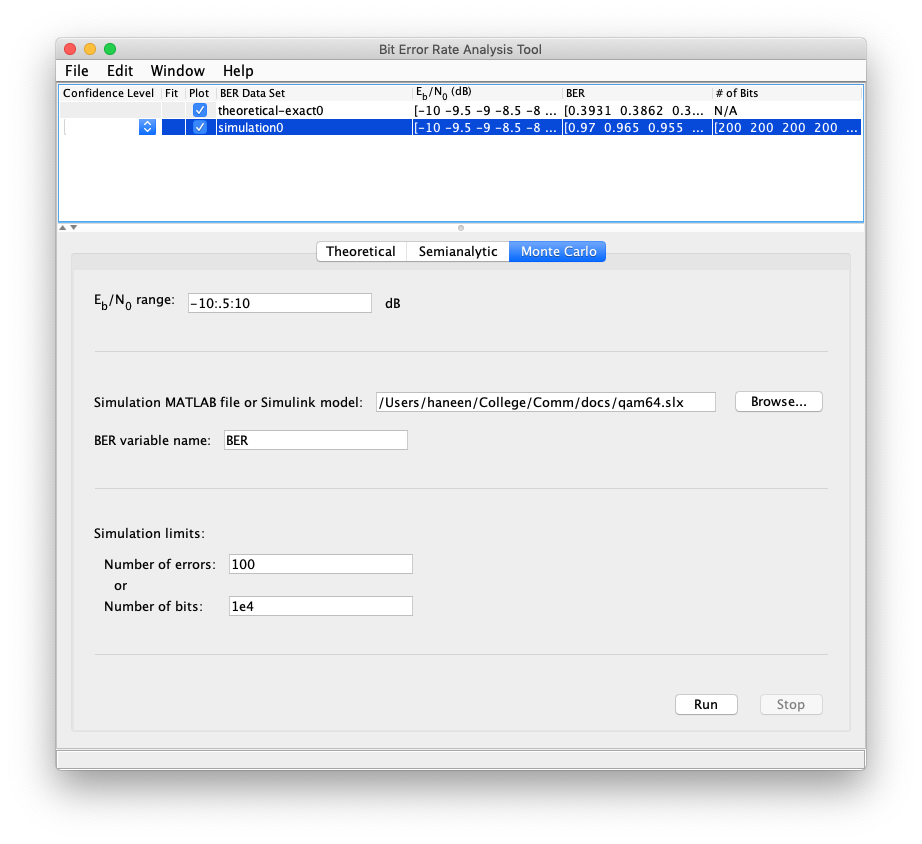 Bit Error Rate Analysis Tool
File Edit Window Help
Confidence Level Fit Plot BER Data Set Eb/N0 (dB) BER # of Bits
theoretical-exact0 [-10 -9.5 -9 -8.5 -8 ... [0.3931 0.3862 0.3... N/A
simulation0 [-10 -9.5 -9 -8.5 -8 ... [0.97 0.965 0.955 ... [200 200 200 200 ...
Theoretical Semianalytic Monte Carlo
Eb/N0 range: -10:.5:10 dB
Simulation MATLAB file or Simulink model: /Users/haneen/College/Comm/docs/qam64.slx Browse...
BER variable name: BER
Simulation limits:
Number of errors: 100
or
Number of bits: 1e4
Run Stop